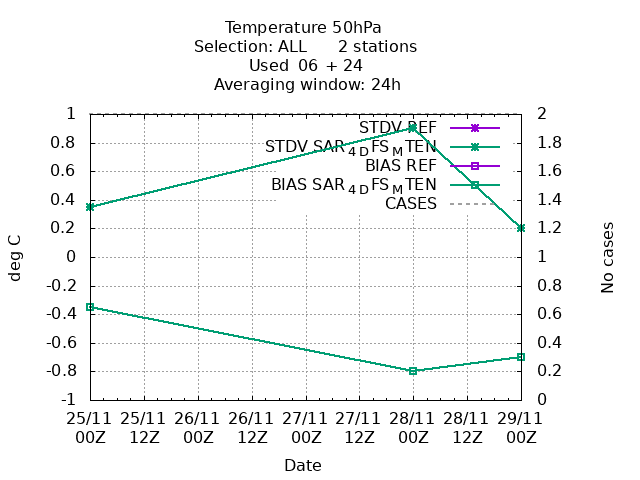 Temperature 50hPa
Selection: ALL 2 stations
Used 06 + 24
Averaging window: 24h
1
0.8
0.6
0.4
0.2
0
-0.2
-0.4
-0.6
-0.8
-1
deg C
STDV REF
STDV SAR4DFSMTEN
BIAS REF
BIAS SAR4DFSMTEN
CASES
2
1.8
1.6
1.4
1.2
1
0.8
0.6
0.4
0.2
0
No cases
25/11 25/11 26/11 26/11 27/11 27/11 28/11 28/11 29/11
00Z 12Z 00Z 12Z 00Z 12Z 00Z 12Z 00Z
Date